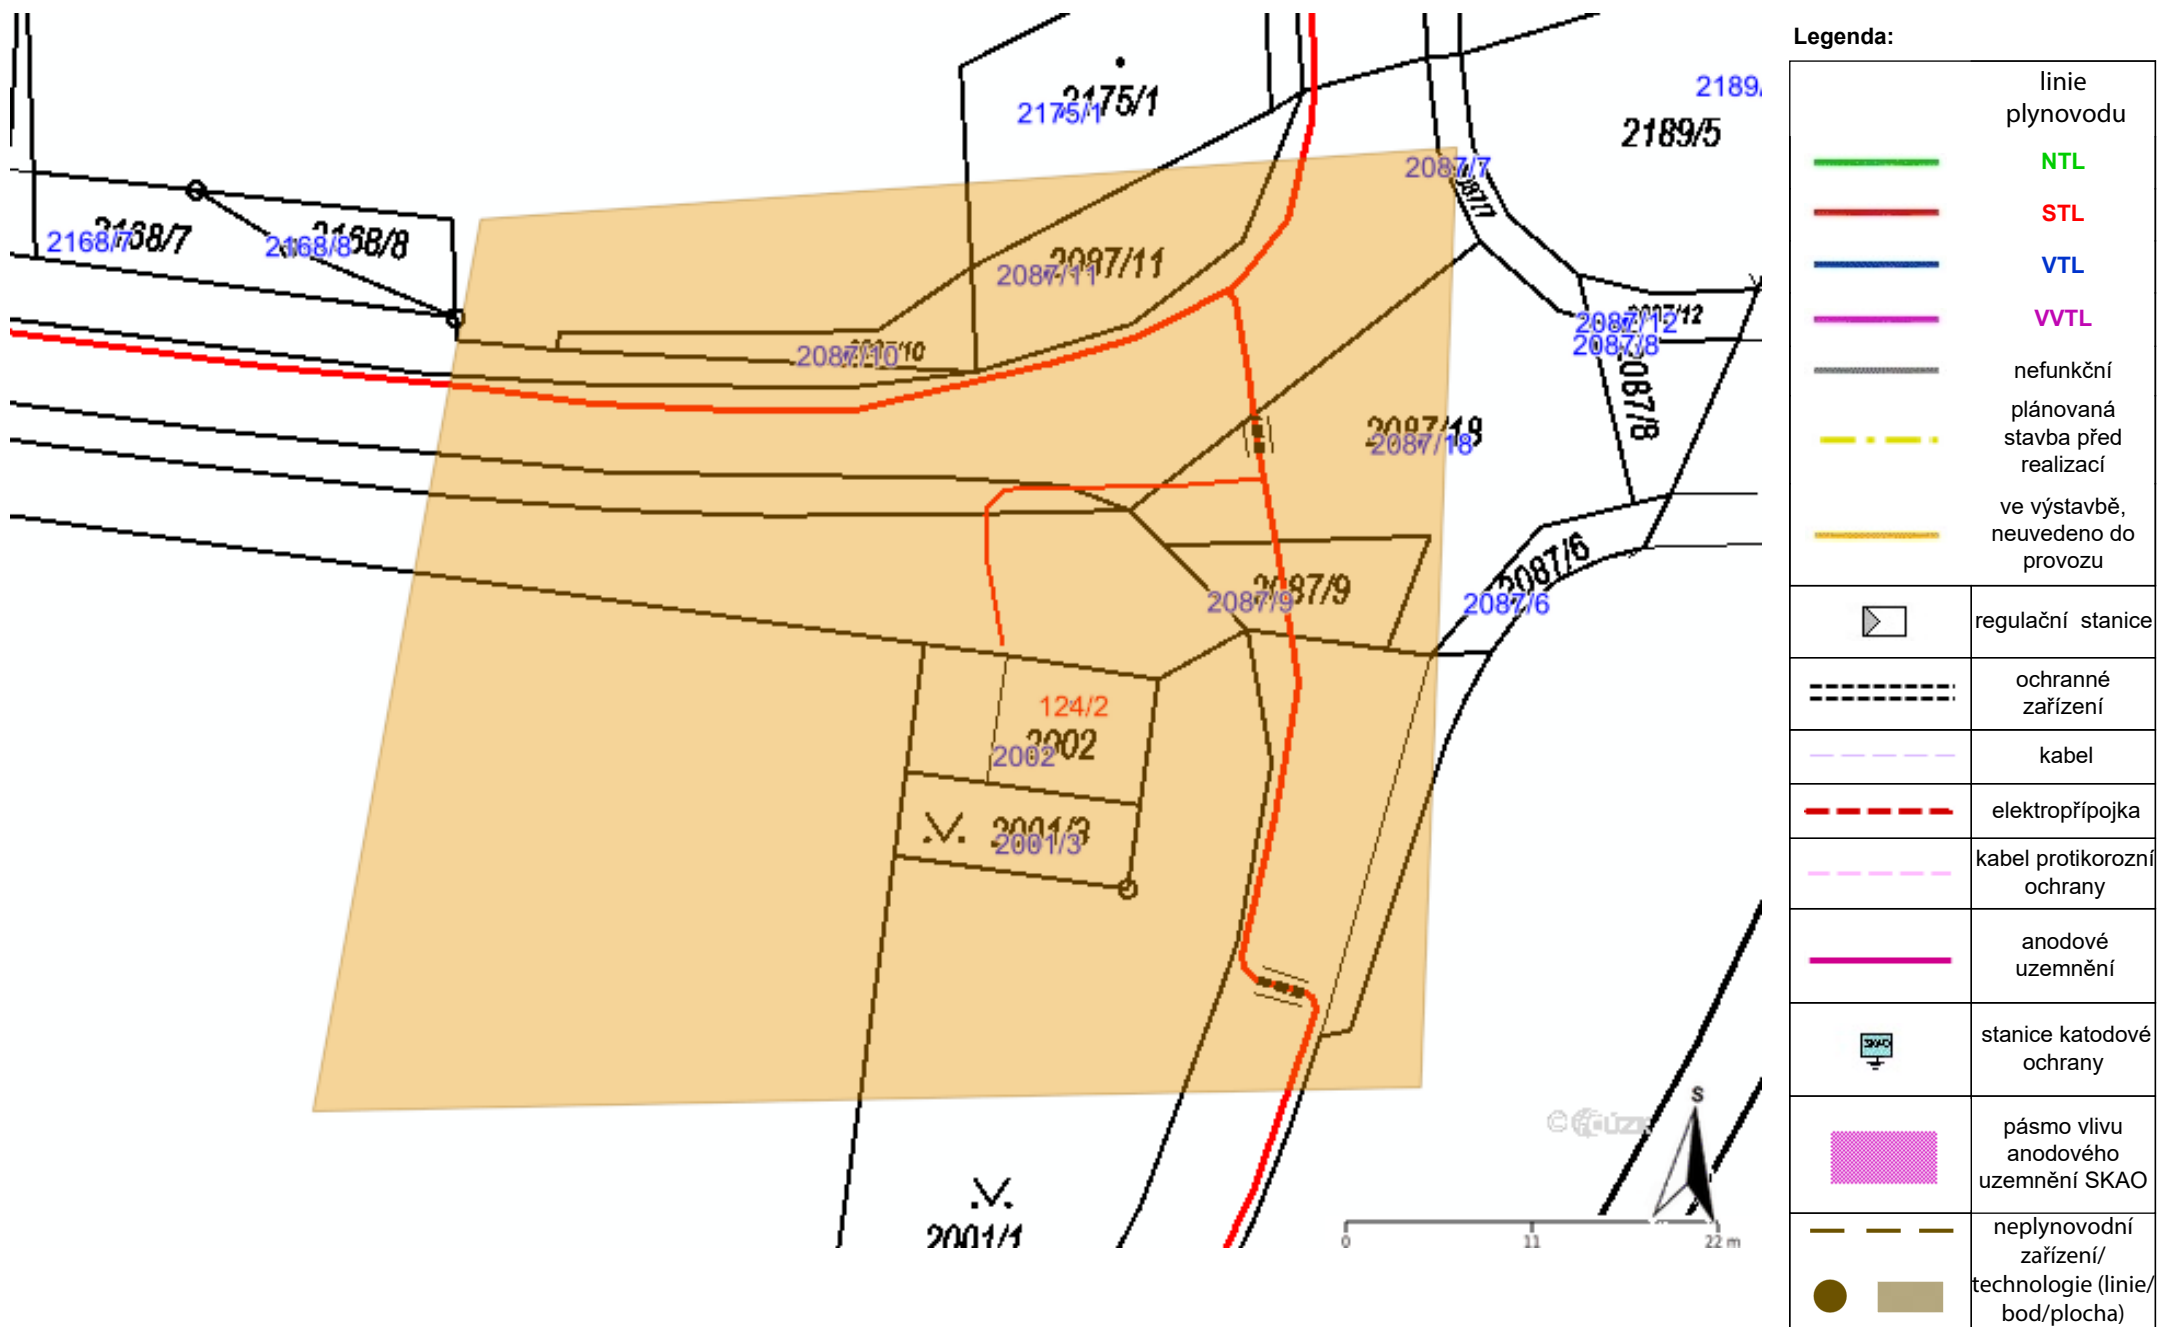 Legenda:
linie
plynovodu
NTL
STL
VTL
VVTL
nefunkční
plánovaná
stavba před
realizací
ve výstavbě,
neuvedeno do
provozu
regulační stanice
ochranné
zařízení
kabel
elektropřípojka
kabel protikorozní
ochrany
anodové
uzemnění
SKAO
stanice katodové
ochrany
pásmo vlivu
anodového
uzemnění SKAO
neplynovodní
zařízení/
technologie (linie/
bod/plocha)
2175/1
2175/1
2189/
2189/5
2087/7
2087/7
2168/7
2168/7
2168/8
2168/8
2087/11
2087/11
2087/12
2087/12
2087/8
2087/8
2087/10
2087/10
2087/18
2087/18
2087/6
2087/6
2087/9
2087/9
124/2
2002
2002
2001/3
2001/3
2001/1
S
0 11 22 m